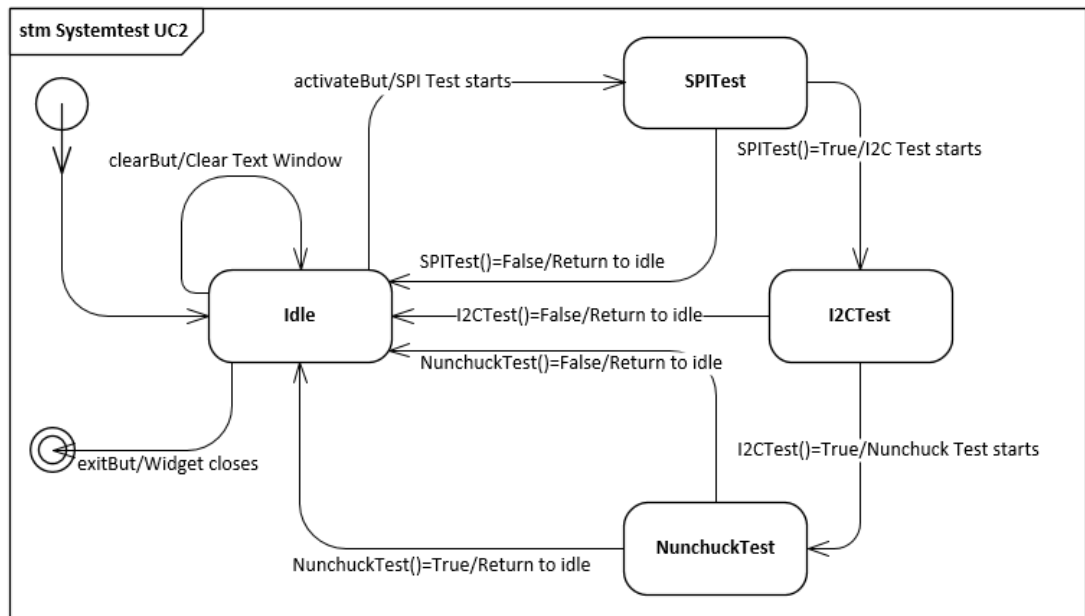 stm Systemtest UC2
activateBut/SPI Test starts
SPITest
clearBut/Clear Text Window
SPITest()=True/I2C Test starts
SPITest()=False/Return to idle
Idle
I2CTest()=False/Return to idle
I2CTest
NunchuckTest()=False/Return to idle
exitBut/Widget closes
I2CTest()=True/Nunchuck Test starts
NunchuckTest
NunchuckTest()=True/Return to idle